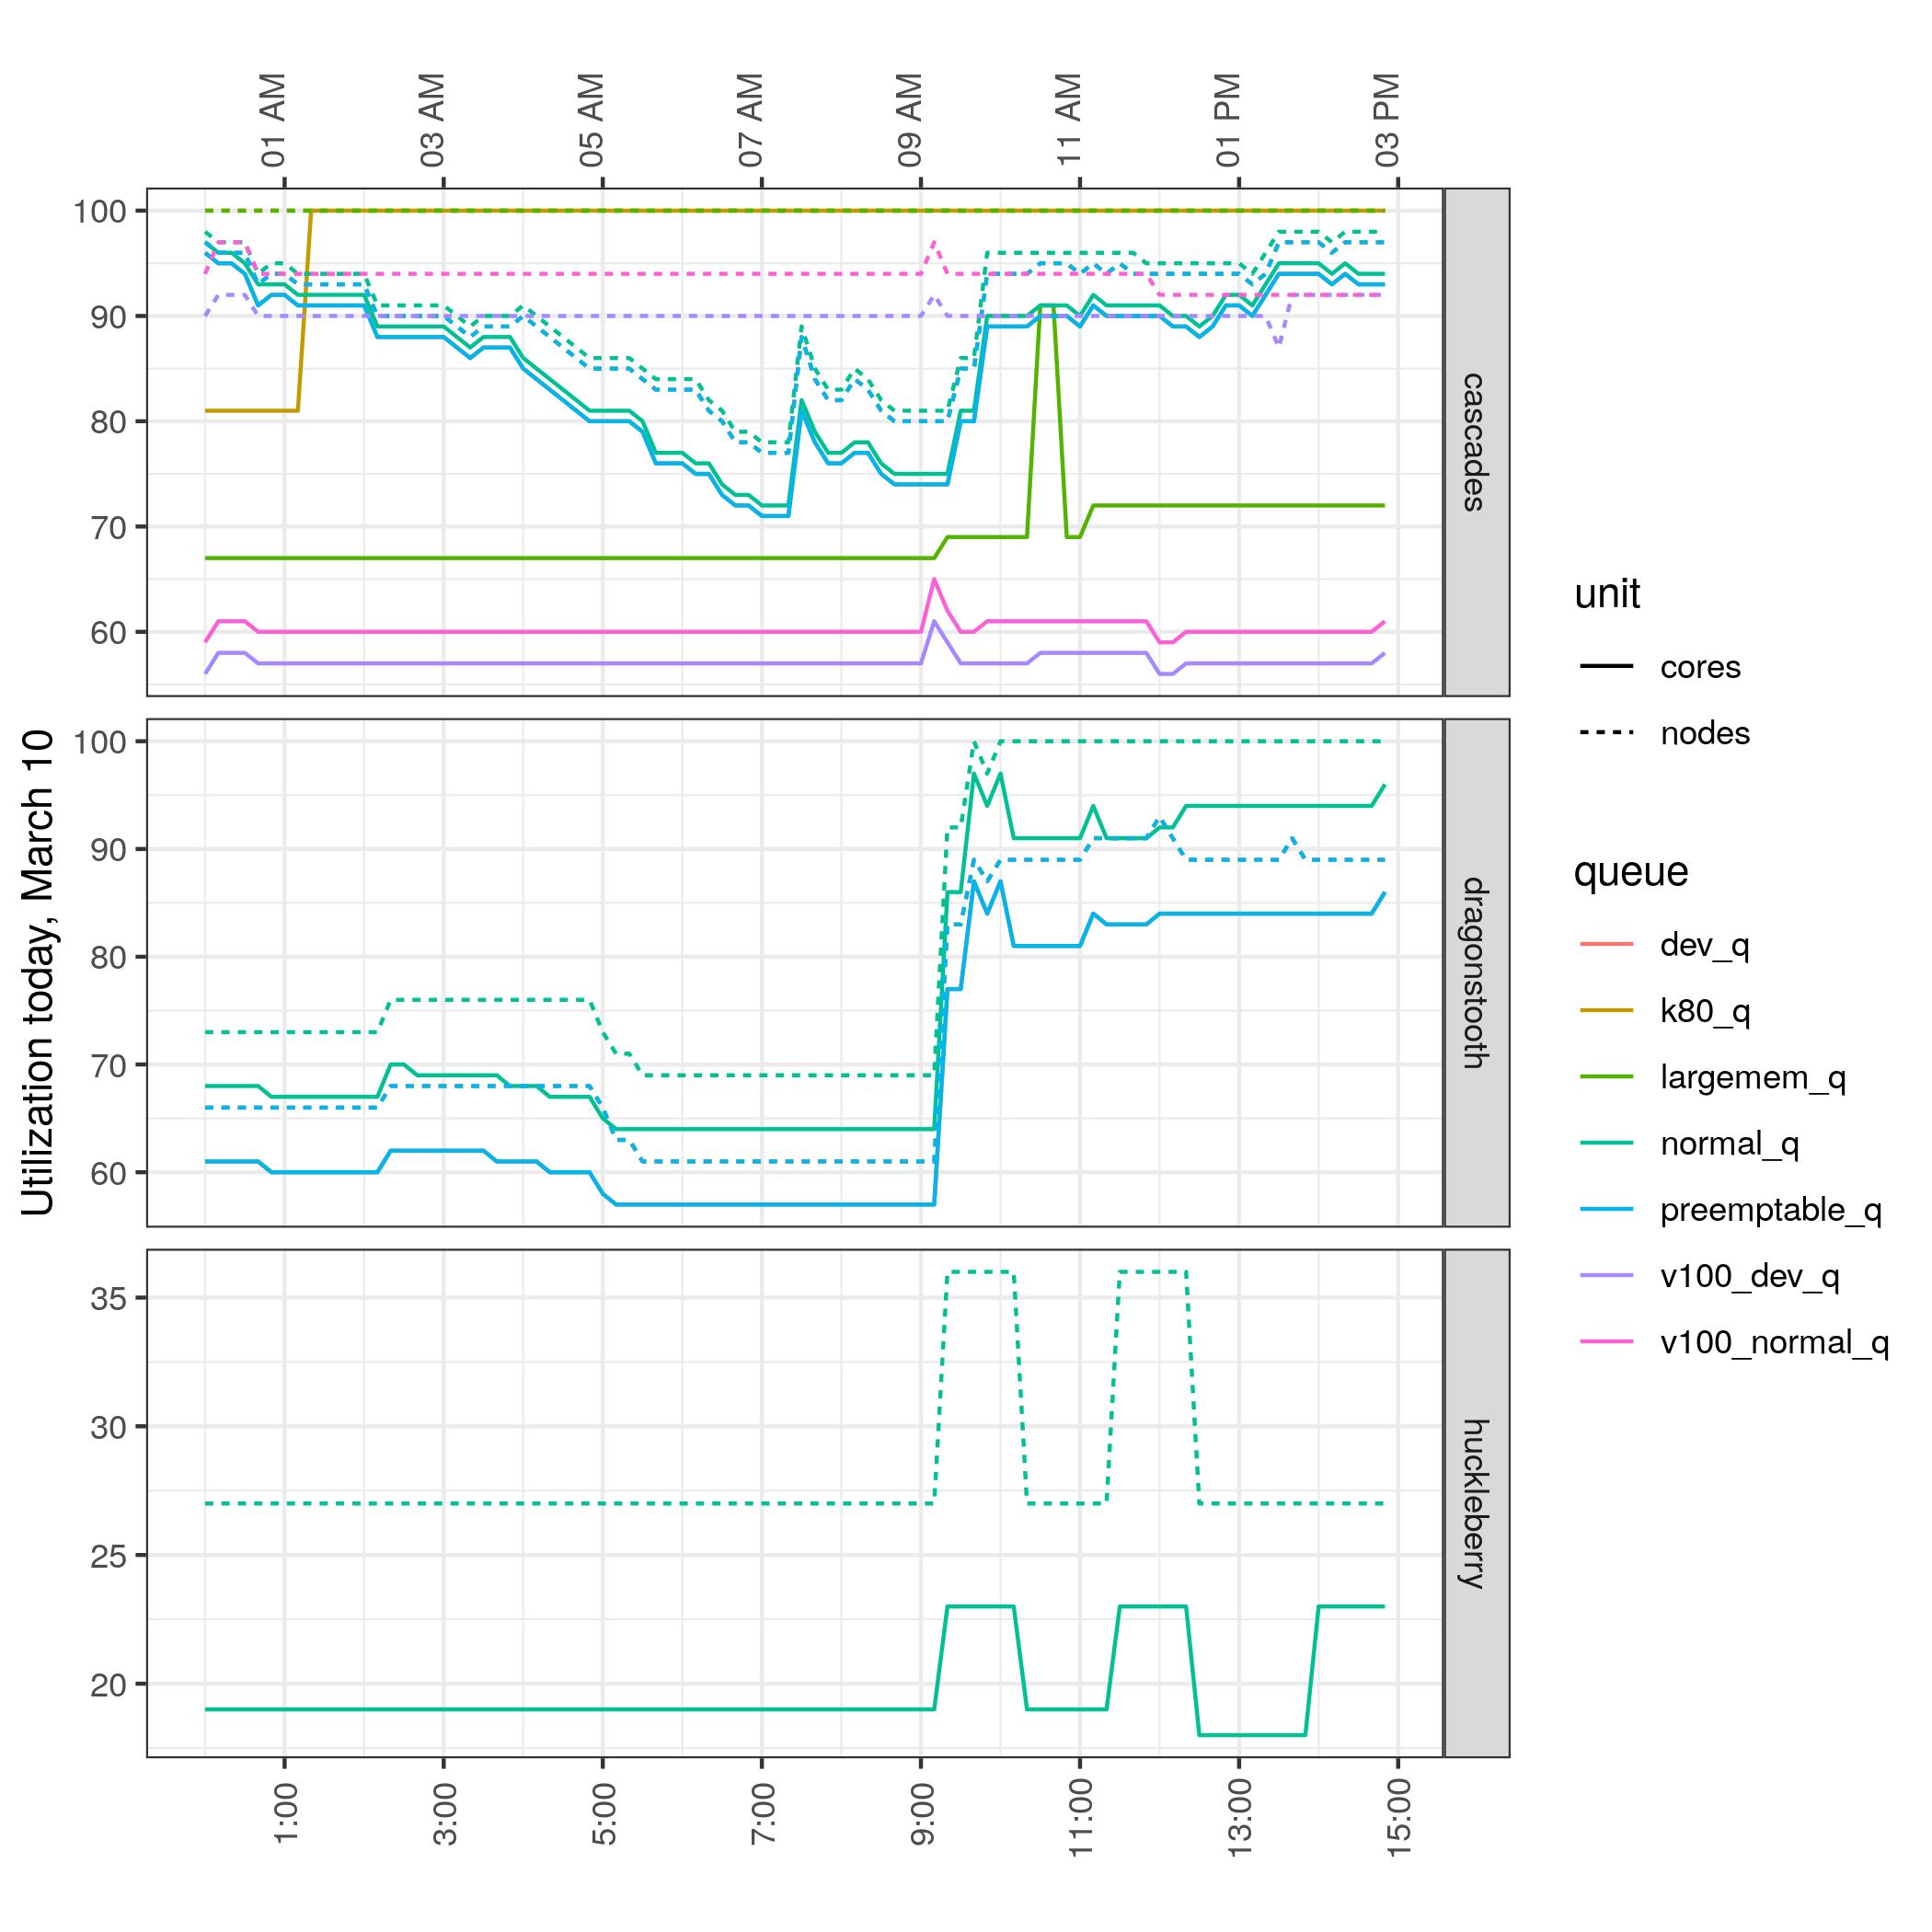 01 AM
03 AM
05 AM
07 AM
09 AM
11 AM
01 PM
03 PM
Utilization today, March 10
100
90
80
70
60
cascades
100
90
80
70
60
dragonstooth
35
30
25
20
huckleberry
1:00
3:00
5:00
7:00
9:00
11:00
13:00
15:00
unit
cores
nodes
queue
dev_q
k80_q
largemem_q
normal_q
preemptable_q
v100_dev_q
v100_normal_q